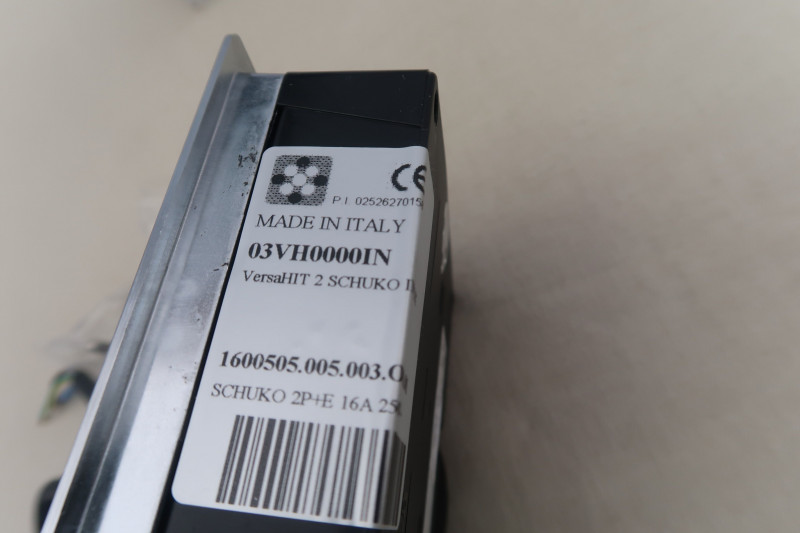 CE
P.I. 0252627015
MADE IN ITALY
03VH0000IN
VersaHIT 2 SCHUKO
1600505.005.003.O
SCHUKO 2P+E 16A